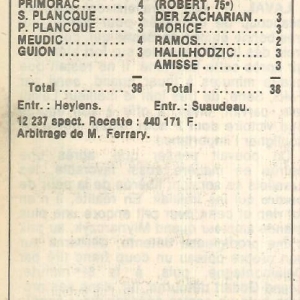 PRIMORAC 4
S. PLANCQUE 3
P. PLANCQUE 3
MEUDIC 4
GUION 3
Total 38
Entr. : Heylens.
(ROBERT, 75e)
DER ZACHARIAN 3
MORICE 3
RAMOS 2
HALILHODZIC 3
AMISSE 3
Total 38
Entr. : Suaudeau.
12 237 spect. Recette : 440 171 F.
Arbitrage de M. Ferrary.